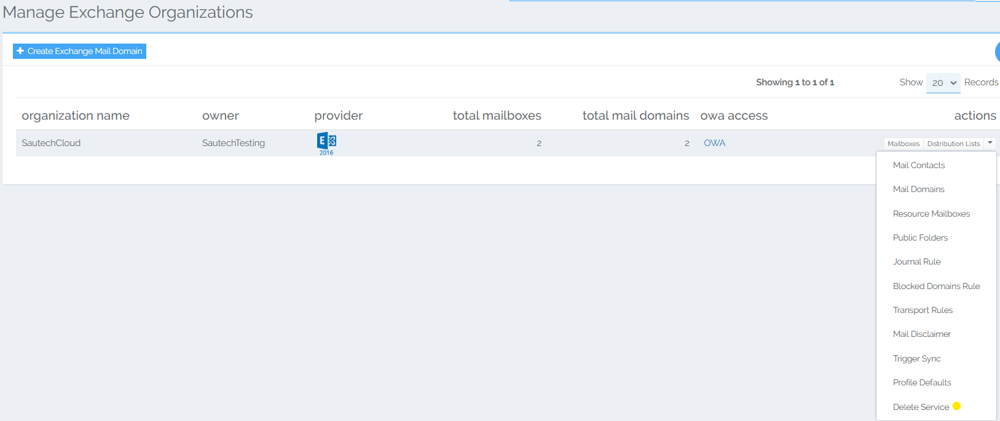 Manage Exchange Organizations
Create Exchange Mail Domain
Showing 1 to 1 of 1 Show 20 Records
organization name owner provider total mailboxes total mail domains owa access actions
SautechCloud SautechTesting E 2016 2 2 OWA Mailboxes Distribution Lists
Mail Contacts
Mail Domains
Resource Mailboxes
Public Folders
Journal Rule
Blocked Domains Rule
Transport Rules
Mail Disclaimer
Trigger Sync
Profile Defaults
Delete Service